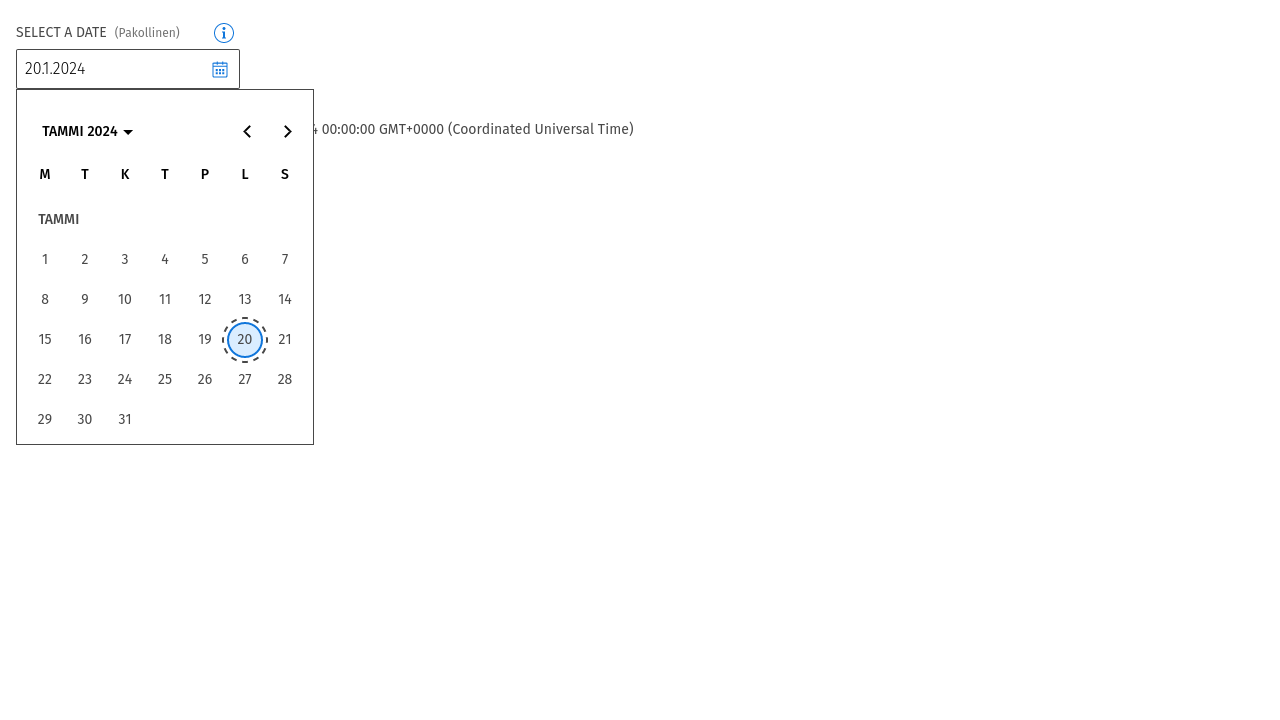 SELECT A DATE (Pakollinen)
20.1.2024
TAMMI 2024
00:00:00 GMT+0000 (Coordinated Universal Time)
M T K T P L S
TAMMI
1 2 3 4 5 6 7
8 9 10 11 12 13 14
15 16 17 18 19 20 21
22 23 24 25 26 27 28
29 30 31